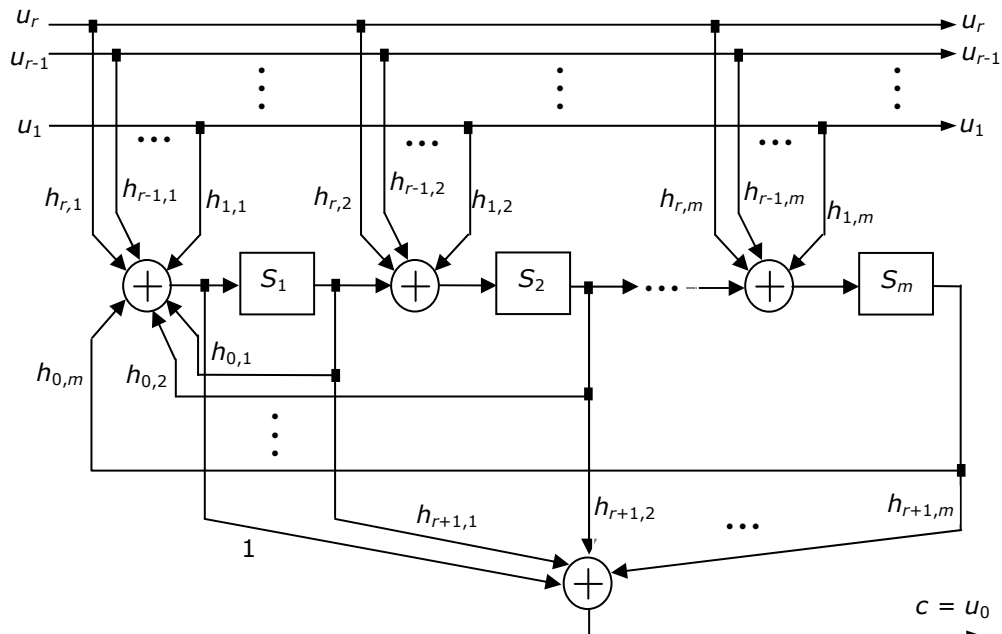 u_r u_r
u_{r-1} u_{r-1}
u_1 u_1
h_{r,1} h_{r-1,1} h_{1,1} h_{r,2} h_{r-1,2} h_{1,2} h_{r,m} h_{r-1,m} h_{1,m}
+ S_1 + S_2 + S_m
h_{0,m} h_{0,2} h_{0,1}
1 h_{r+1,1} h_{r+1,2} h_{r+1,m}
+
c = u_0